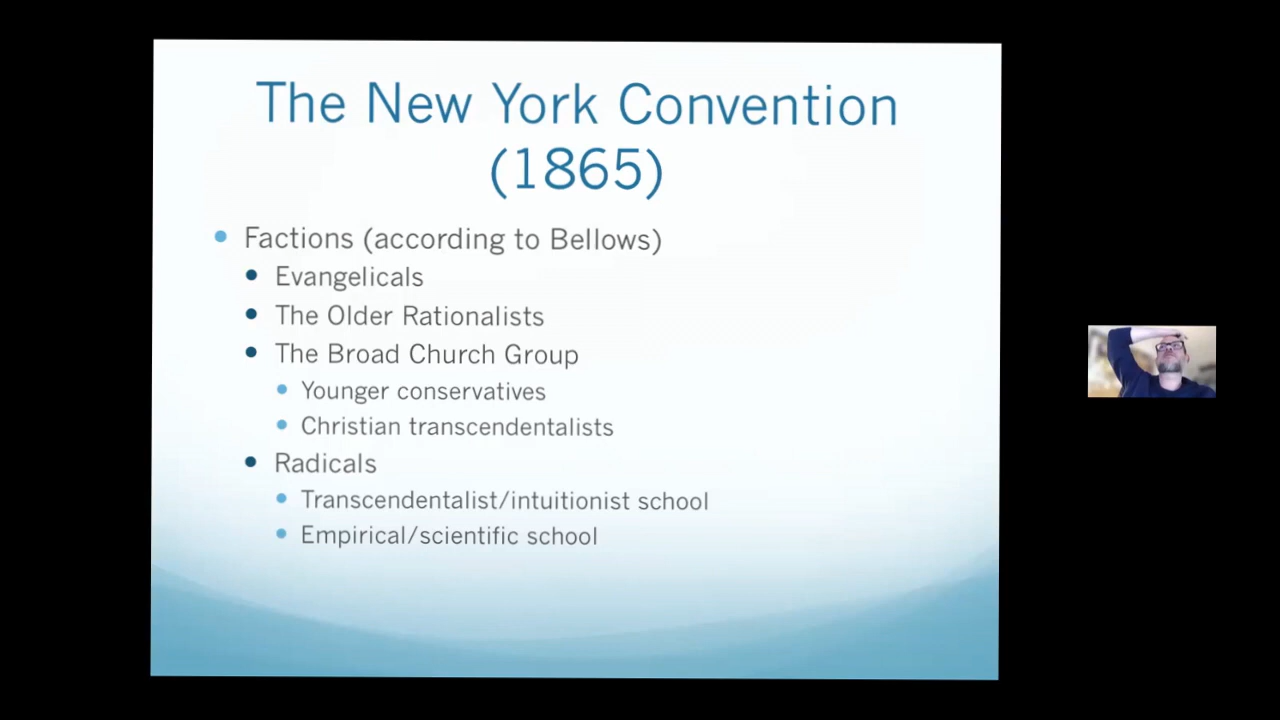 The New York Convention
(1865)
Factions (according to Bellows)
Evangelicals
The Older Rationalists
The Broad Church Group
Younger conservatives
Christian transcendentalists
Radicals
Transcendentalist/intuitionist school
Empirical/scientific school